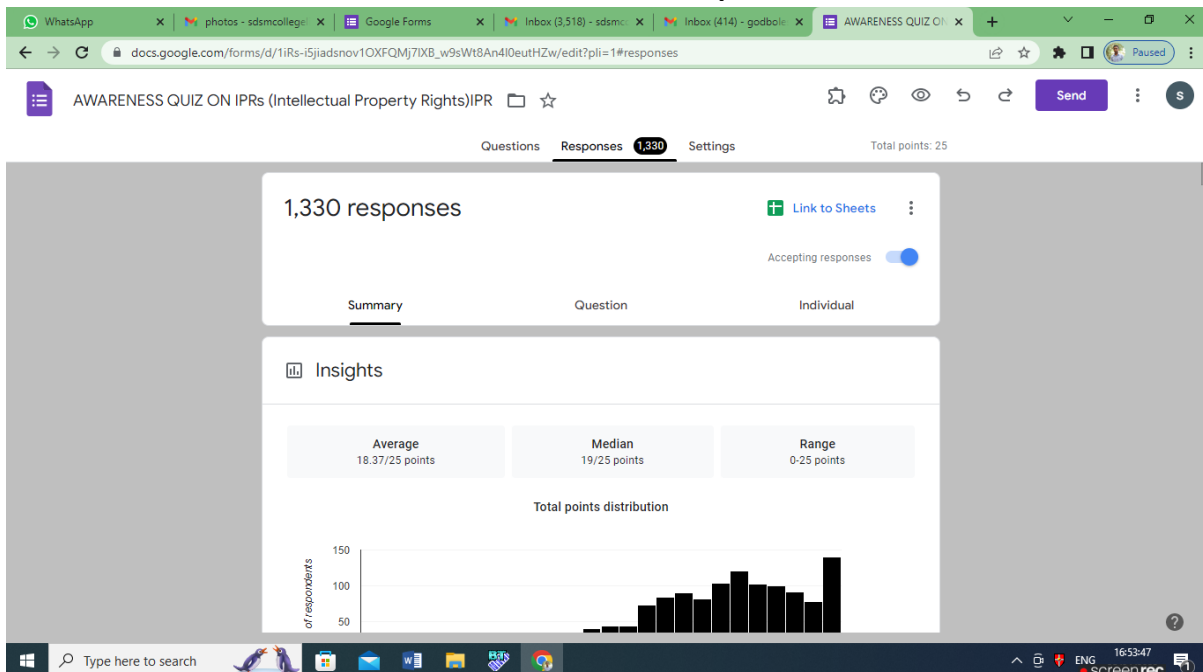 WhatsApp photos - sdsmcollege Google Forms Inbox (3,518) - sdsmc Inbox (414) - godbole AWARENESS QUIZ ON
docs.google.com/forms/d/1iRs-i5jiadsnov1OXFQMj7lXB_w9sWt8An4l0eutHZw/edit?pli=1#responses Paused
AWARENESS QUIZ ON IPRs (Intellectual Property Rights)IPR Send S
Questions Responses 1,330 Settings Total points: 25
1,330 responses Link to Sheets
Accepting responses
Summary Question Individual
Insights
Average Median Range
18.37/25 points 19/25 points 0-25 points
Total points distribution
150
100
50
of respondents
Type here to search ENG 16:53:47
screenrec